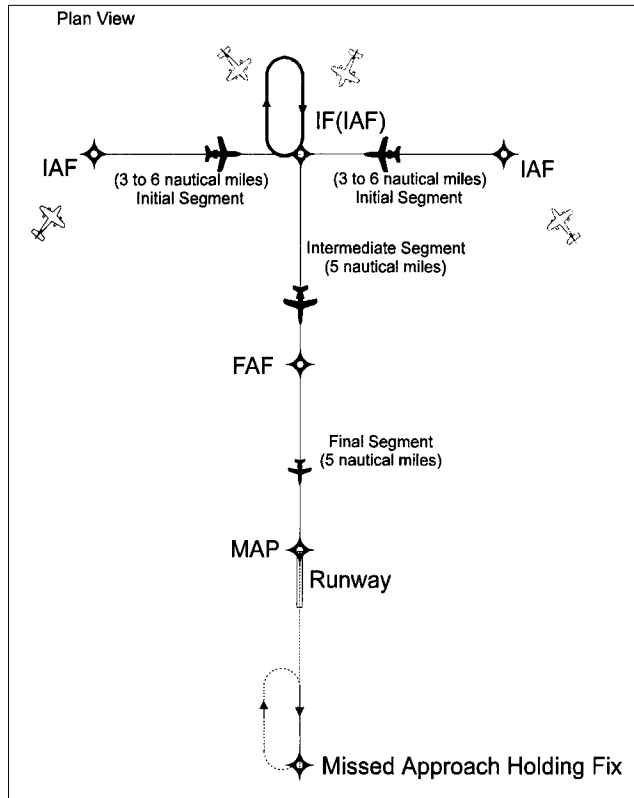 Plan View
IF(IAF)
IAF
IAF
(3 to 6 nautical miles)
Initial Segment
(3 to 6 nautical miles)
Initial Segment
Intermediate Segment
(5 nautical miles)
FAF
Final Segment
(5 nautical miles)
MAP
Runway
Missed Approach Holding Fix